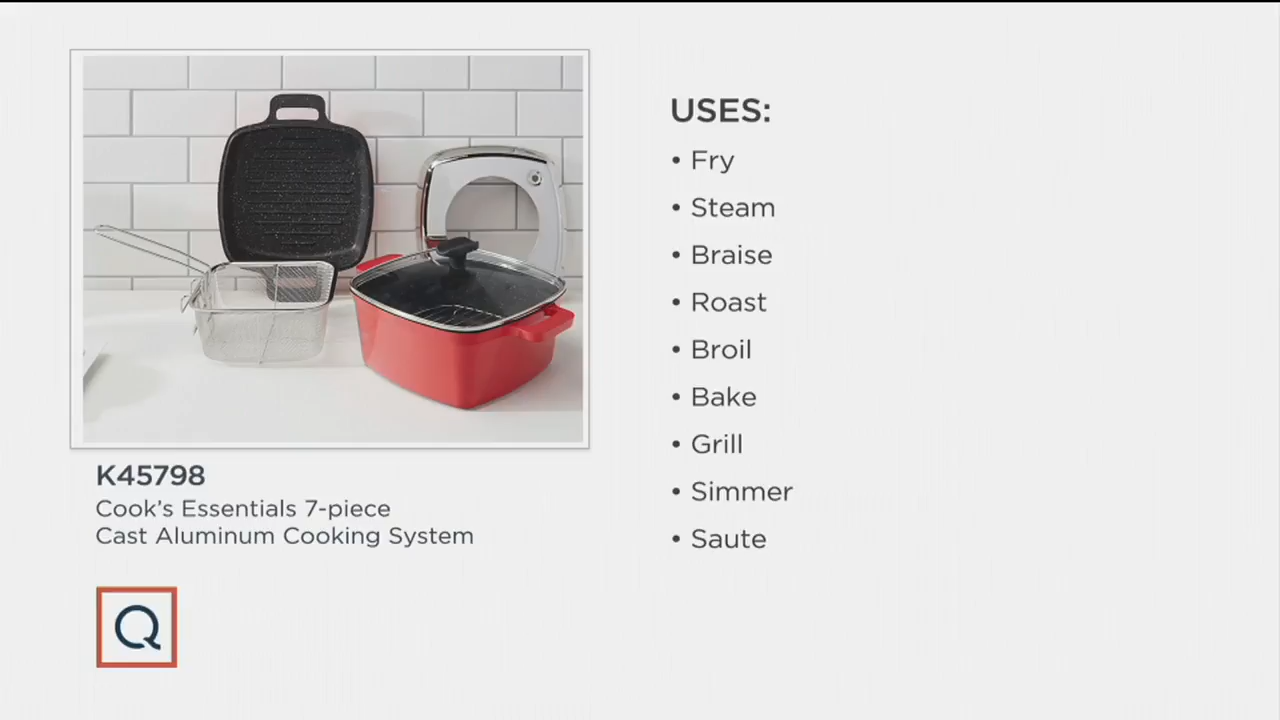 USES:
• Fry
• Steam
• Braise
• Roast
• Broil
• Bake
• Grill
• Simmer
• Saute
K45798
Cook's Essentials 7-piece
Cast Aluminum Cooking System
Q